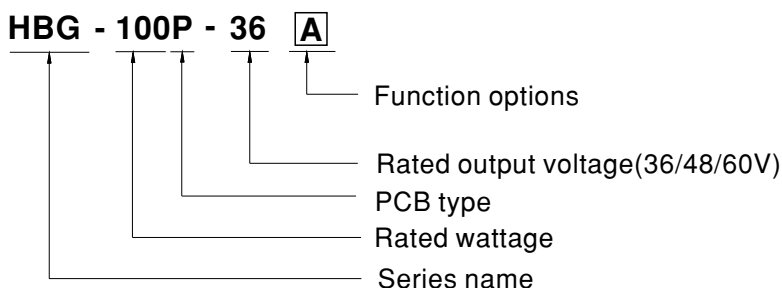 HBG - 100P - 36 A
Function options
Rated output voltage(36/48/60V)
PCB type
Rated wattage
Series name